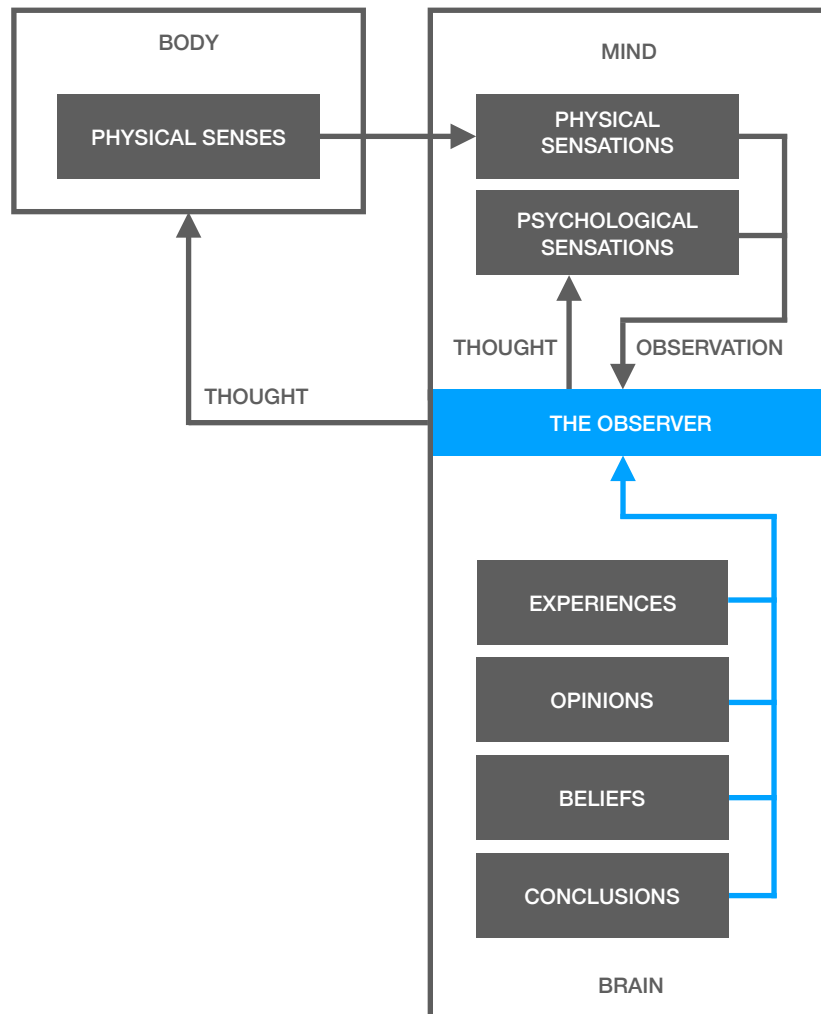 BODY
MIND
PHYSICAL SENSES
PHYSICAL
SENSATIONS
PSYCHOLOGICAL
SENSATIONS
THOUGHT
OBSERVATION
THOUGHT
THE OBSERVER
EXPERIENCES
OPINIONS
BELIEFS
CONCLUSIONS
BRAIN